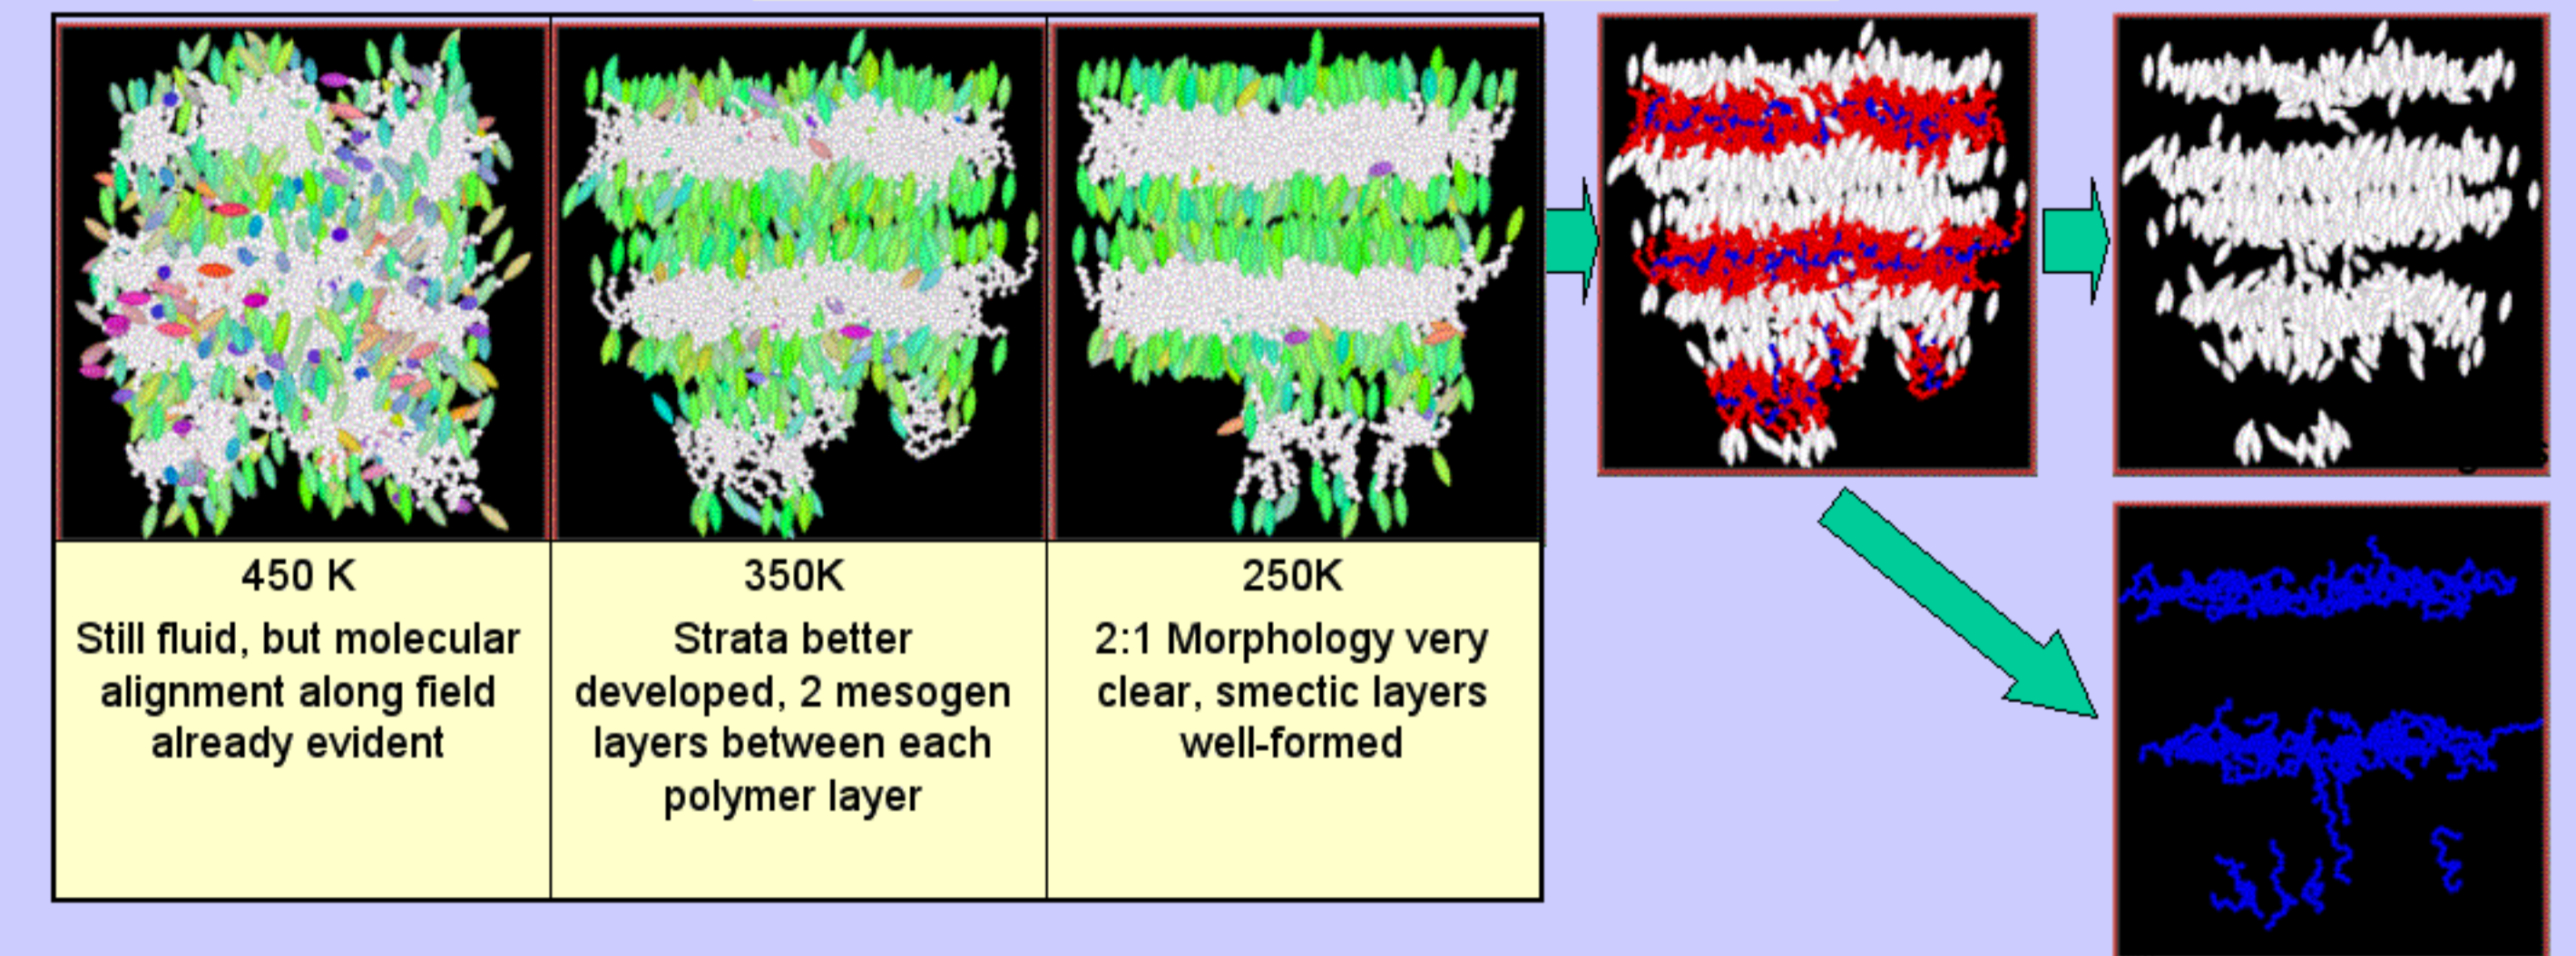 450 K
Still fluid, but molecular
alignment along field
already evident
350K
Strata better
developed, 2 mesogen
layers between each
polymer layer
250K
2:1 Morphology very
clear, smectic layers
well-formed